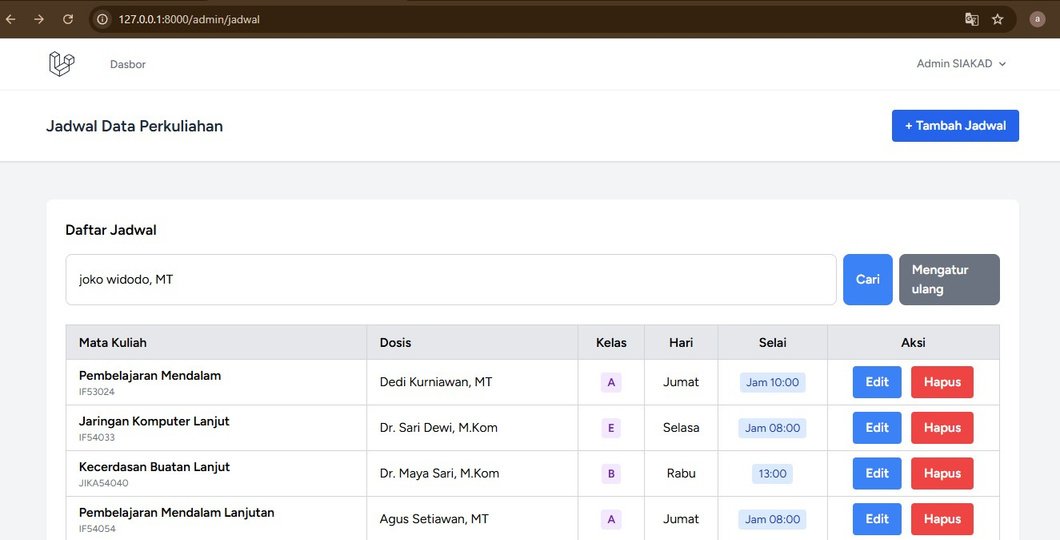 127.0.0.1:8000/admin/jadwal
a
Dasbor
Admin SIAKAD
Jadwal Data Perkuliahan
+ Tambah Jadwal
Daftar Jadwal
joko widodo, MT
Cari
Mengatur
ulang
Mata Kuliah Dosis Kelas Hari Selai Aksi
Pembelajaran Mendalam
IF53024
Dedi Kurniawan, MT A Jumat Jam 10:00 Edit Hapus
Jaringan Komputer Lanjut
IF54033
Dr. Sari Dewi, M.Kom E Selasa Jam 08:00 Edit Hapus
Kecerdasan Buatan Lanjut
JIKA54040
Dr. Maya Sari, M.Kom B Rabu 13:00 Edit Hapus
Pembelajaran Mendalam Lanjutan
IF54054
Agus Setiawan, MT A Jumat Jam 08:00 Edit Hapus